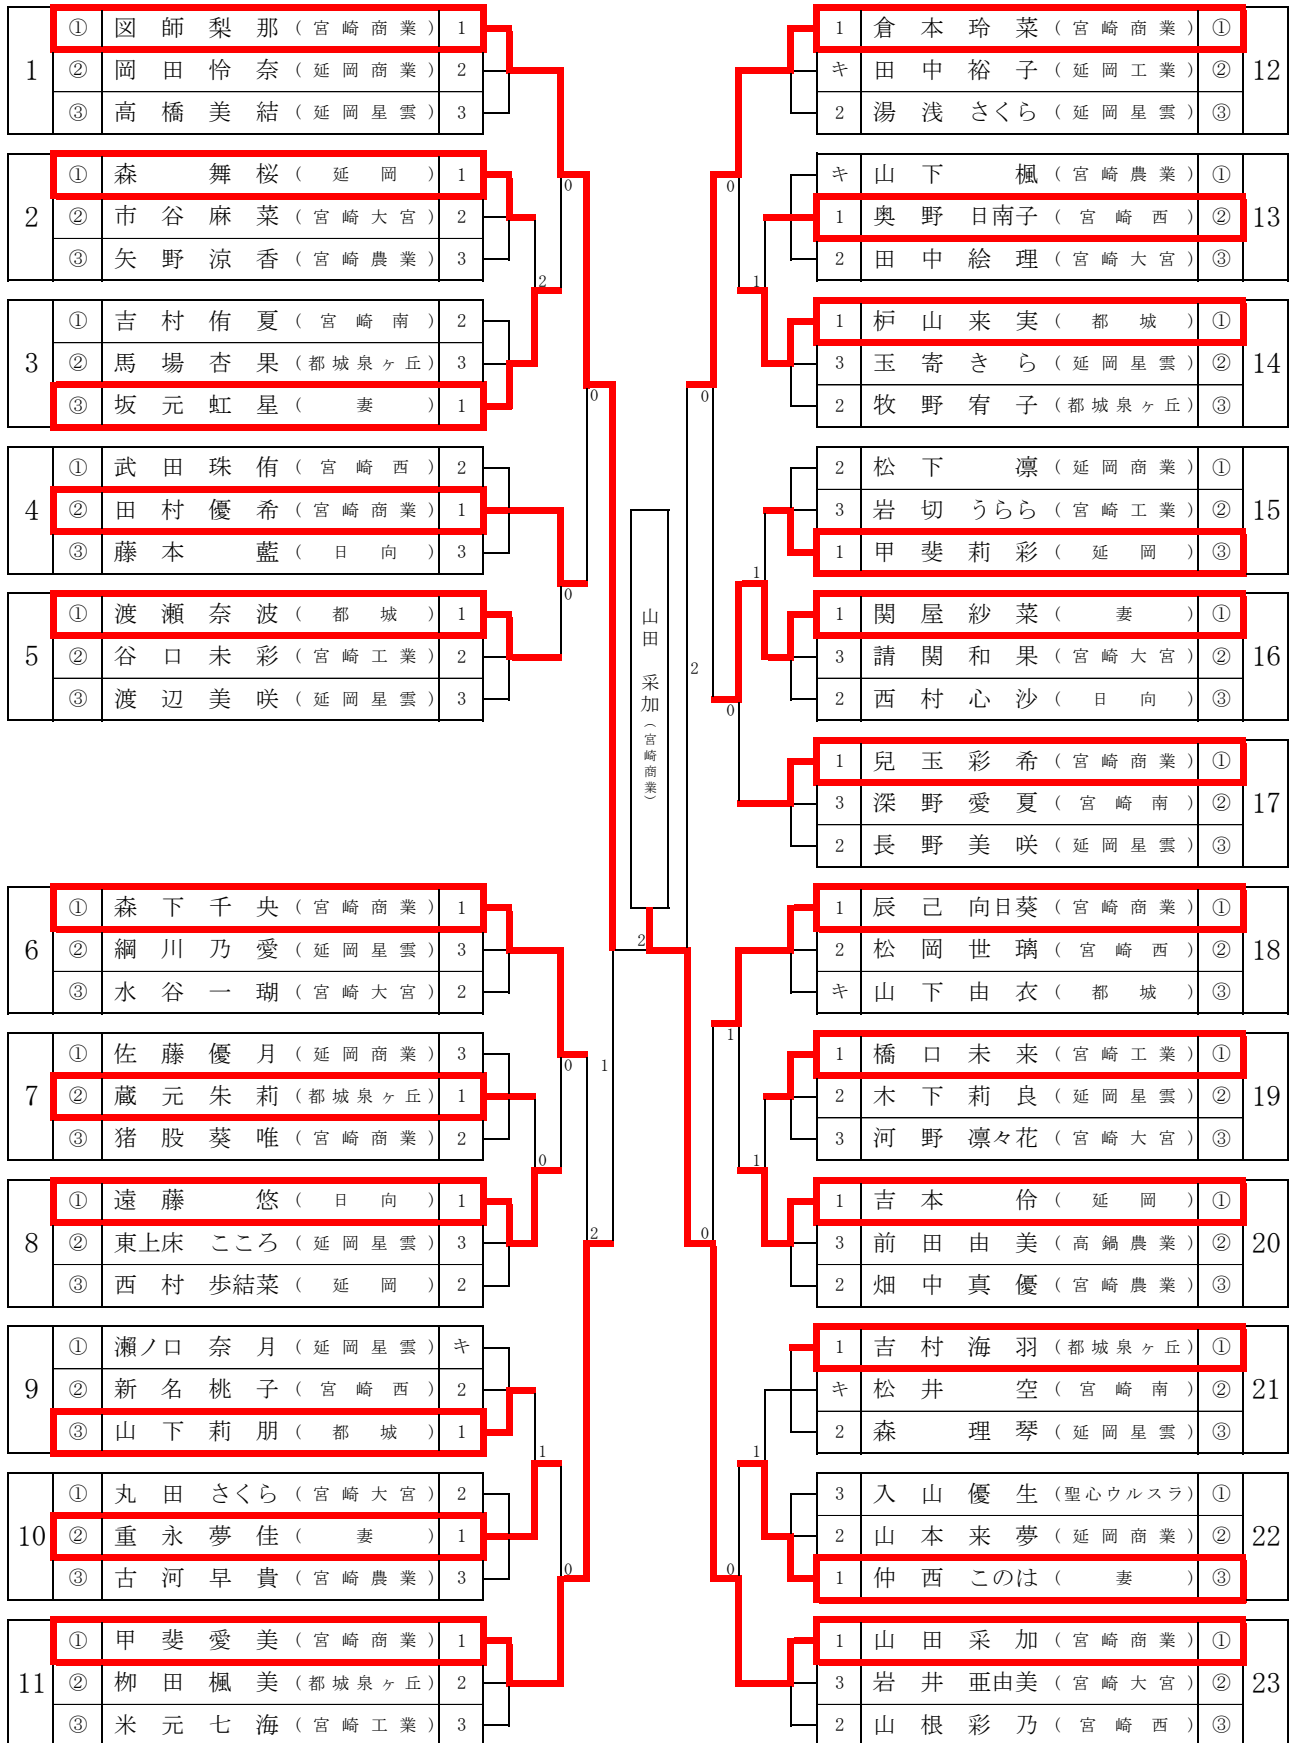 1
① 図師梨那（宮崎商業） 1
② 岡田怜奈（延岡商業） 2
③ 高橋美結（延岡星雲） 3
2
① 森 舞桜（延岡） 1
② 市谷麻菜（宮崎大宮） 2
③ 矢野涼香（宮崎農業） 3
3
① 吉村侑夏（宮崎南） 2
② 馬場杏果（都城泉ヶ丘） 3
③ 坂元虹星（妻） 1
4
① 武田珠侑（宮崎西） 2
② 田村優希（宮崎商業） 1
③ 藤本 藍（日向） 3
5
① 渡瀬奈波（都城） 1
② 谷口未彩（宮崎工業） 2
③ 渡辺美咲（延岡星雲） 3
6
① 森下千央（宮崎商業） 1
② 綱川乃愛（延岡星雲） 3
③ 水谷一瑚（宮崎大宮） 2
7
① 佐藤優月（延岡商業） 3
② 蔵元朱莉（都城泉ヶ丘） 1
③ 猪股葵唯（宮崎商業） 2
8
① 遠藤 悠（日向） 1
② 東上床 こころ（延岡星雲） 3
③ 西村 歩結菜（延岡） 2
9
① 瀬ノ口 奈月（延岡星雲） キ
② 新名桃子（宮崎西） 2
③ 山下莉朋（都城） 1
10
① 丸田 さくら（宮崎大宮） 2
② 重永夢佳（妻） 1
③ 古河早貴（宮崎農業） 3
11
① 甲斐愛美（宮崎商業） 1
② 栁田楓美（都城泉ヶ丘） 2
③ 米元七海（宮崎工業） 3
0
2
0
0
0
0
1
2
1
0
2
山田 采加（宮崎商業）
2
0
0
1
1
0
1
1
0
1
0
1 倉本玲菜（宮崎商業） ①
キ 田中裕子（延岡工業） ②
2 湯浅 さくら（延岡星雲） ③
12
キ 山下 楓（宮崎農業） ①
1 奥野 日南子（宮崎西） ②
2 田中絵理（宮崎大宮） ③
13
1 枦山来実（都城） ①
3 玉寄きら（延岡星雲） ②
2 牧野宥子（都城泉ヶ丘） ③
14
2 松下 凛（延岡商業） ①
3 岩切 うらら（宮崎工業） ②
1 甲斐莉彩（延岡） ③
15
1 関屋紗菜（妻） ①
3 請関和果（宮崎大宮） ②
2 西村心沙（日向） ③
16
1 兒玉彩希（宮崎商業） ①
3 深野愛夏（宮崎南） ②
2 長野美咲（延岡星雲） ③
17
1 辰己 向日葵（宮崎商業） ①
2 松岡世璃（宮崎西） ②
キ 山下由衣（都城） ③
18
1 橋口未来（宮崎工業） ①
2 木下莉良（延岡星雲） ②
3 河野 凛々花（宮崎大宮） ③
19
1 吉本 伶（延岡） ①
3 前田由美（高鍋農業） ②
2 畑中真優（宮崎農業） ③
20
1 吉村海羽（都城泉ヶ丘） ①
キ 松井 空（宮崎南） ②
2 森 理琴（延岡星雲） ③
21
3 入山優生（聖心ウルスラ） ①
2 山本来夢（延岡商業） ②
1 仲西 このは（妻） ③
22
1 山田采加（宮崎商業） ①
3 岩井 亜由美（宮崎大宮） ②
2 山根彩乃（宮崎西） ③
23